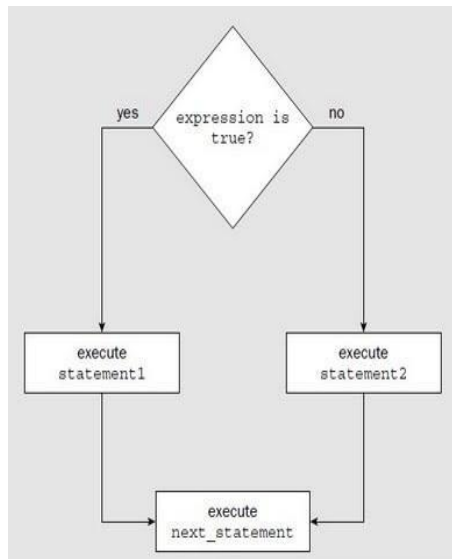 expression is
true?
yes
no
execute
statement1
execute
statement2
execute
next_statement